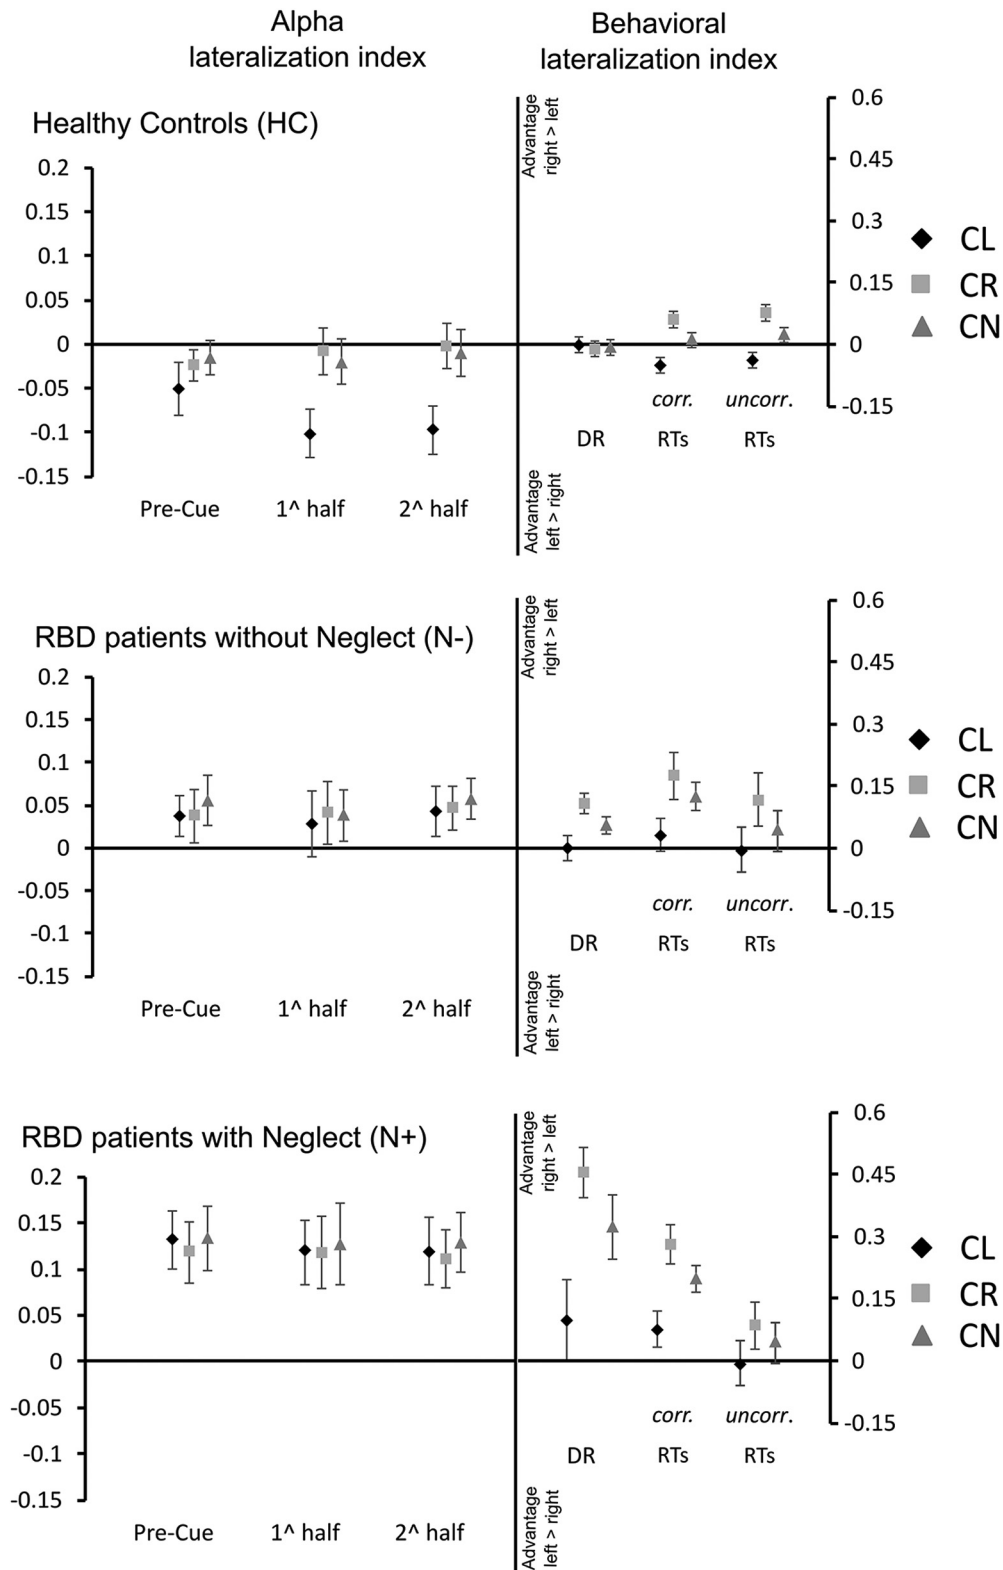 Alpha
lateralization index
Behavioral
lateralization index
Healthy Controls (HC)
0.2
0.15
0.1
0.05
0
-0.05
-0.1
-0.15
Pre-Cue
1^ half
2^ half
Advantage
right > left
Advantage
left > right
0.6
0.45
0.3
0.15
0
-0.15
corr.
uncorr.
DR
RTs
RTs
CL
CR
CN
RBD patients without Neglect (N-)
0.2
0.15
0.1
0.05
0
-0.05
-0.1
-0.15
Pre-Cue
1^ half
2^ half
Advantage
right > left
Advantage
left > right
0.6
0.45
0.3
0.15
0
-0.15
corr.
uncorr.
DR
RTs
RTs
CL
CR
CN
RBD patients with Neglect (N+)
0.2
0.15
0.1
0.05
0
-0.05
-0.1
-0.15
Pre-Cue
1^ half
2^ half
Advantage
right > left
Advantage
left > right
0.6
0.45
0.3
0.15
0
-0.15
corr.
uncorr.
DR
RTs
RTs
CL
CR
CN